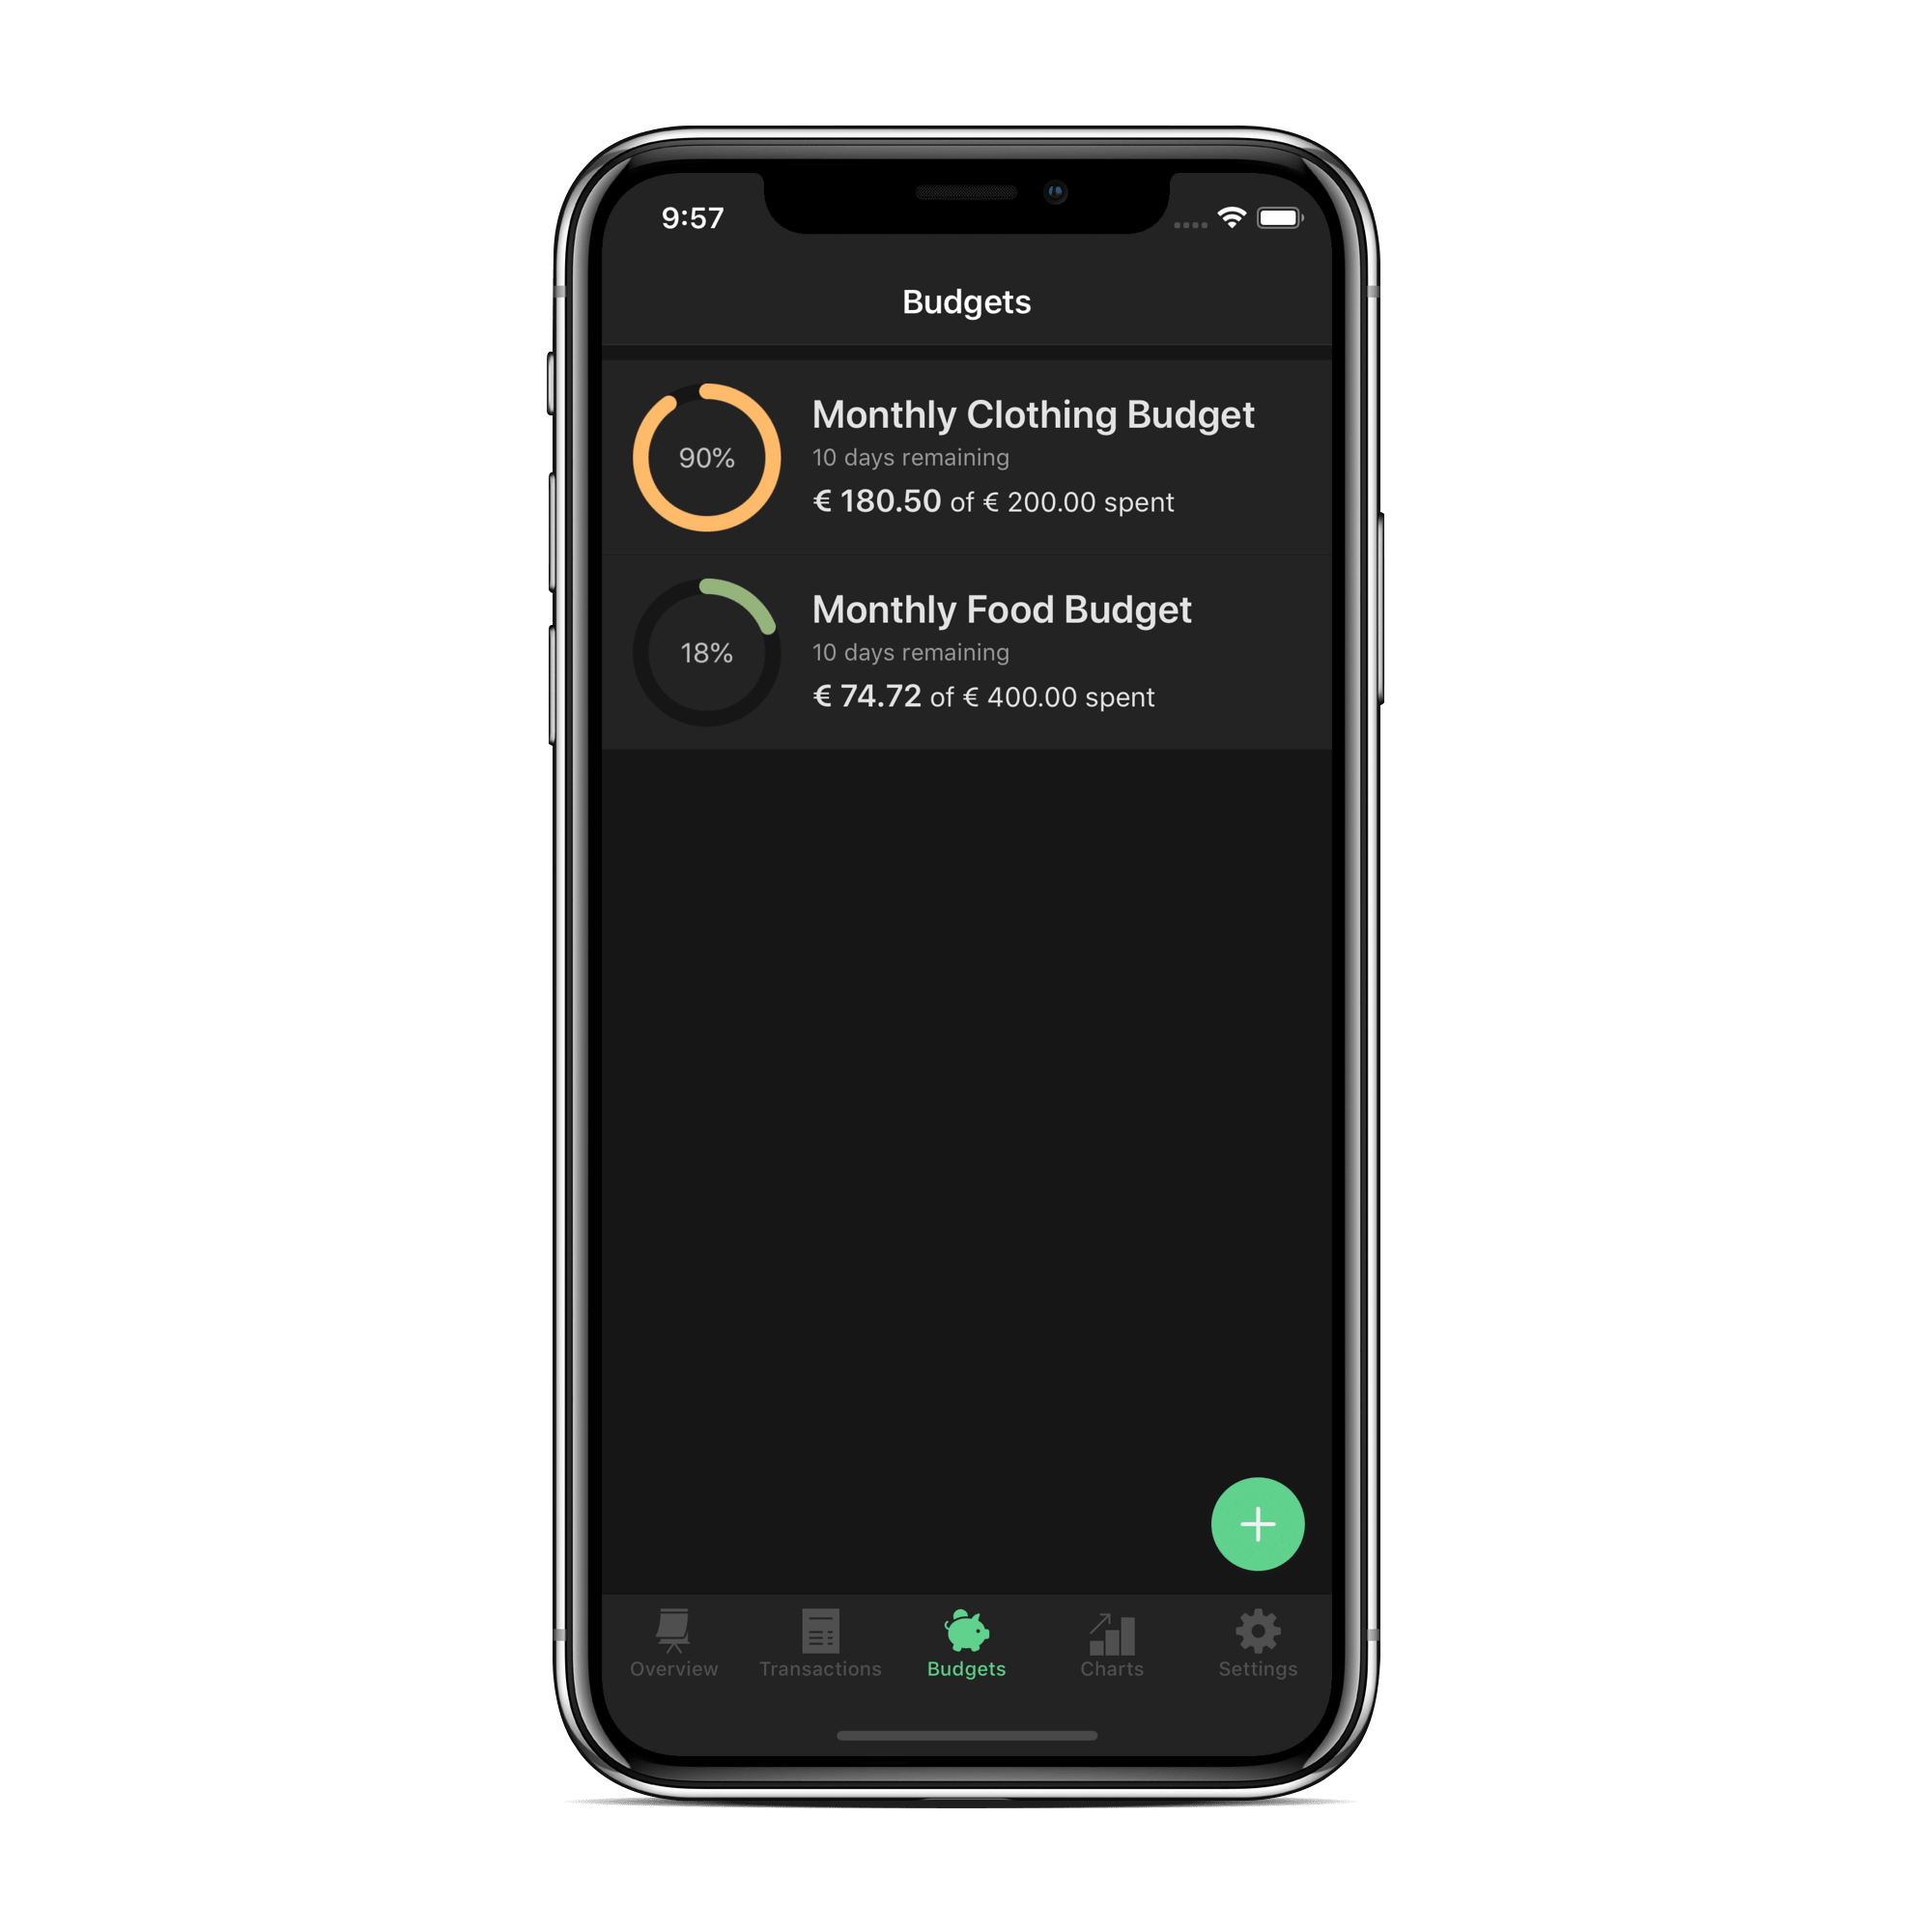 9:57
Budgets
90%
Monthly Clothing Budget
10 days remaining
€ 180.50 of € 200.00 spent
18%
Monthly Food Budget
10 days remaining
€ 74.72 of € 400.00 spent
Overview Transactions Budgets Charts Settings